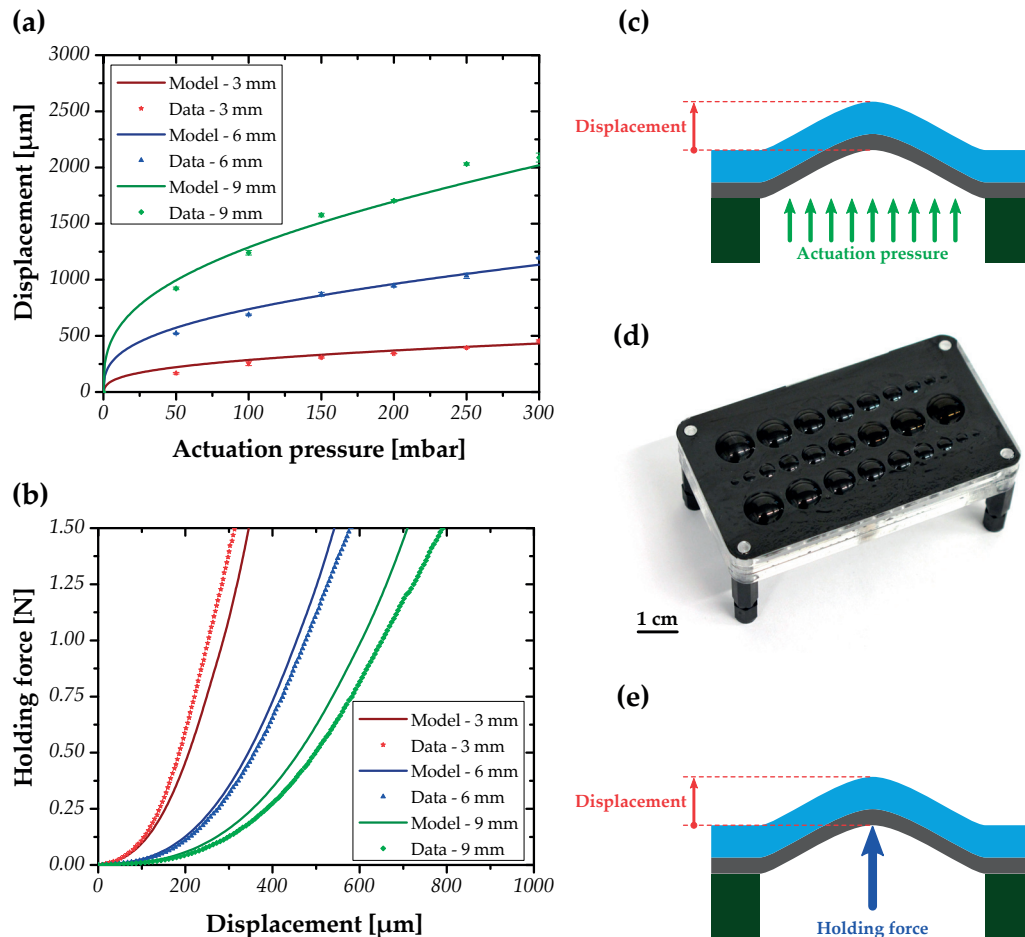 (a)
3000
2500
2000
1500
1000
500
0
Displacement [µm]
Model - 3 mm
Data - 3 mm
Model - 6 mm
Data - 6 mm
Model - 9 mm
Data - 9 mm
0 50 100 150 200 250 300
Actuation pressure [mbar]
(b)
1.50
1.25
1.00
0.75
0.50
0.25
0.00
Holding force [N]
Model - 3 mm
Data - 3 mm
Model - 6 mm
Data - 6 mm
Model - 9 mm
Data - 9 mm
0 200 400 600 800 1000
Displacement [µm]
(c)
Displacement
Actuation pressure
(d)
1 cm
(e)
Displacement
Holding force